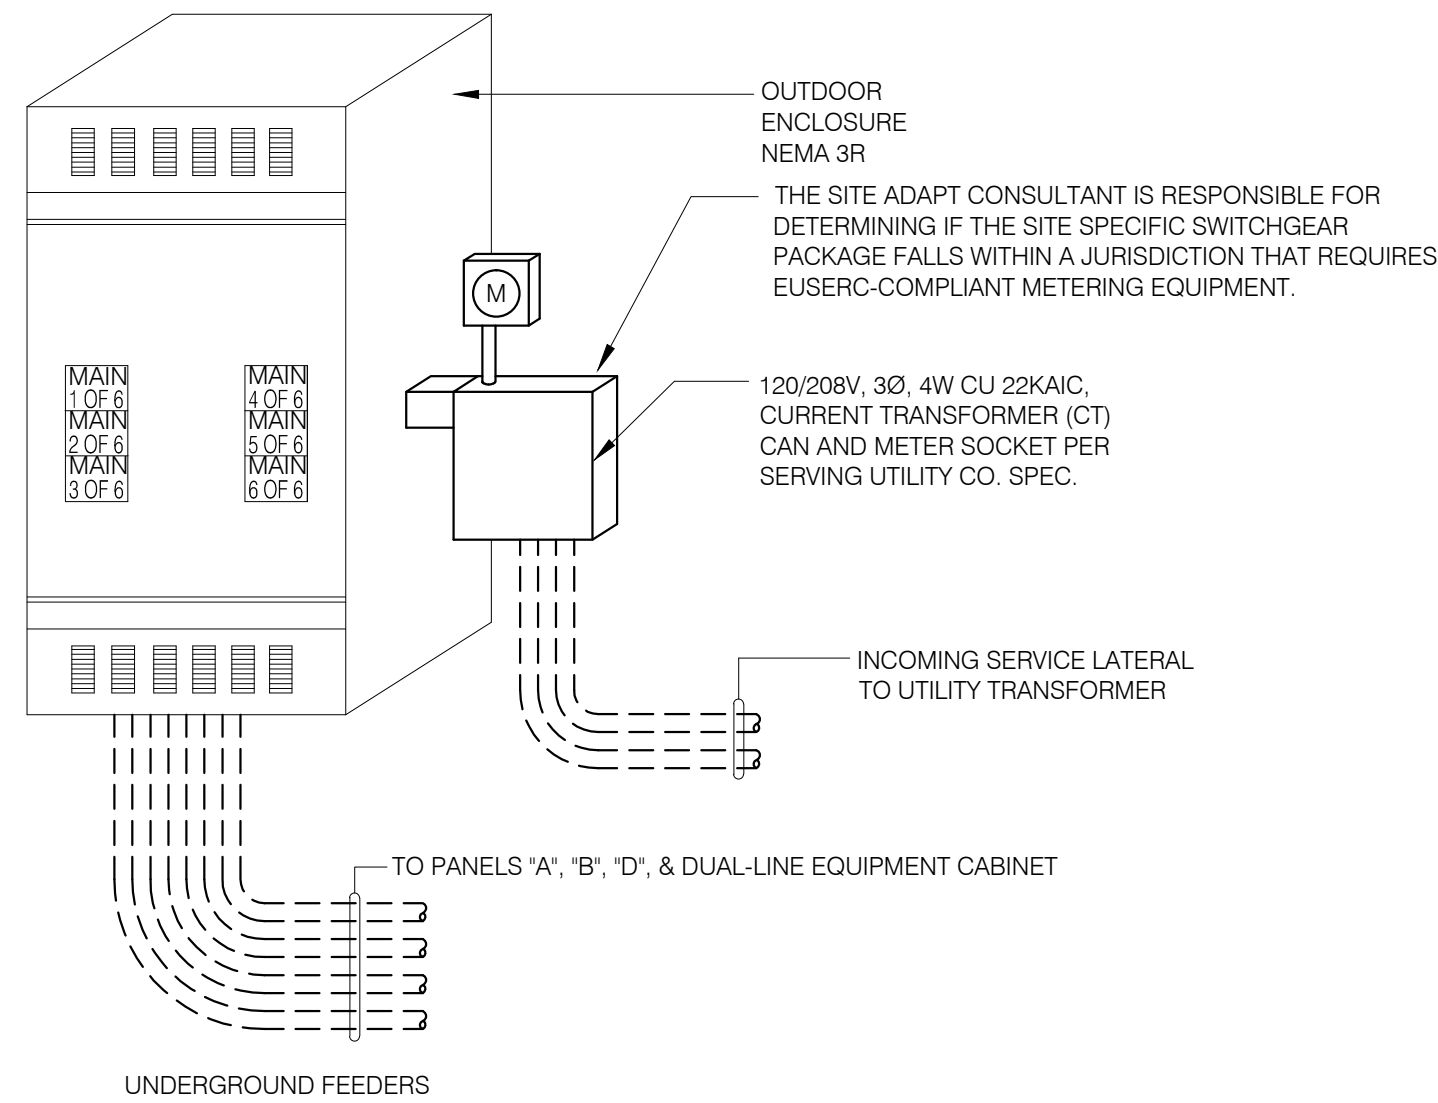 OUTDOOR
ENCLOSURE
NEMA 3R
THE SITE ADAPT CONSULTANT IS RESPONSIBLE FOR
DETERMINING IF THE SITE SPECIFIC SWITCHGEAR
PACKAGE FALLS WITHIN A JURISDICTION THAT REQUIRES
EUSERC-COMPLIANT METERING EQUIPMENT.
M
MAIN
1 OF 6
MAIN
2 OF 6
MAIN
3 OF 6
MAIN
4 OF 6
MAIN
5 OF 6
MAIN
6 OF 6
120/208V, 3Ø, 4W CU 22KAIC,
CURRENT TRANSFORMER (CT)
CAN AND METER SOCKET PER
SERVING UTILITY CO. SPEC.
INCOMING SERVICE LATERAL
TO UTILITY TRANSFORMER
TO PANELS "A", "B", "D", & DUAL-LINE EQUIPMENT CABINET
UNDERGROUND FEEDERS